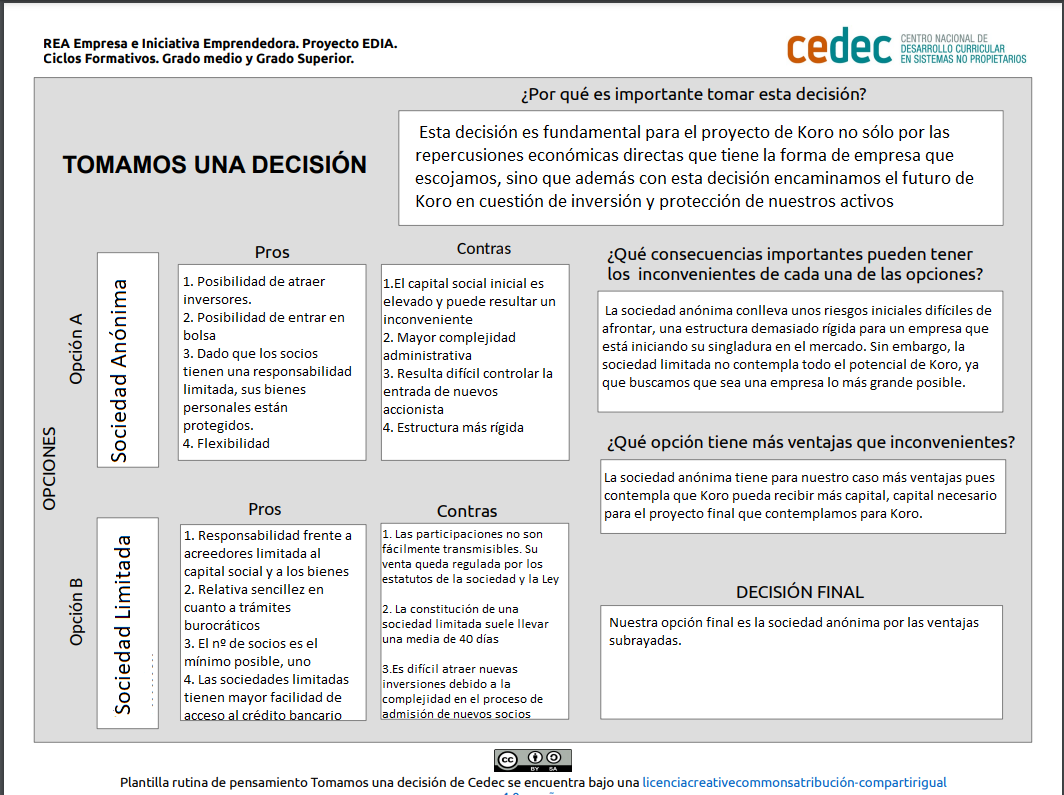 REA Empresa e Iniciativa Emprendedora. Proyecto EDIA.
Ciclos Formativos. Grado medio y Grado Superior.
cedec
CENTRO NACIONAL DE
DESARROLLO CURRICULAR
EN SISTEMAS NO PROPIETARIOS
TOMAMOS UNA DECISIÓN
¿Por qué es importante tomar esta decisión?
Esta decisión es fundamental para el proyecto de Koro no sólo por las
repercusiones económicas directas que tiene la forma de empresa que
escojamos, sino que además con esta decisión encaminamos el futuro de
Koro en cuestión de inversión y protección de nuestros activos
OPCIONES
Opción A
Sociedad Anónima
Pros
1. Posibilidad de atraer
inversores.
2. Posibilidad de entrar en
bolsa
3. Dado que los socios
tienen una responsabilidad
limitada, sus bienes
personales están
protegidos.
4. Flexibilidad
Contras
1.El capital social inicial es
elevado y puede resultar un
inconveniente
2. Mayor complejidad
administrativa
3. Resulta difícil controlar la
entrada de nuevos
accionista
4. Estructura más rígida
Opción B
Sociedad Limitada
Pros
1. Responsabilidad frente a
acreedores limitada al
capital social y a los bienes
2. Relativa sencillez en
cuanto a trámites
burocráticos
3. El nº de socios es el
mínimo posible, uno
4. Las sociedades limitadas
tienen mayor facilidad de
acceso al crédito bancario
Contras
1. Las participaciones no son
fácilmente transmisibles. Su
venta queda regulada por los
estatutos de la sociedad y la Ley
2. La constitución de una
sociedad limitada suele llevar
una media de 40 días
3.Es difícil atraer nuevas
inversiones debido a la
complejidad en el proceso de
admisión de nuevos socios
¿Qué consecuencias importantes pueden tener
los inconvenientes de cada una de las opciones?
La sociedad anónima conlleva unos riesgos iniciales difíciles de
afrontar, una estructura demasiado rígida para un empresa que
está iniciando su singladura en el mercado. Sin embargo, la
sociedad limitada no contempla todo el potencial de Koro, ya
que buscamos que sea una empresa lo más grande posible.
¿Qué opción tiene más ventajas que inconvenientes?
La sociedad anónima tiene para nuestro caso más ventajas pues
contempla que Koro pueda recibir más capital, capital necesario
para el proyecto final que contemplamos para Koro.
DECISIÓN FINAL
Nuestra opción final es la sociedad anónima por las ventajas
subrayadas.
cc BY SA
Plantilla rutina de pensamiento Tomamos una decisión de Cedec se encuentra bajo una licenciacreativecommonsatribución-compartirigual